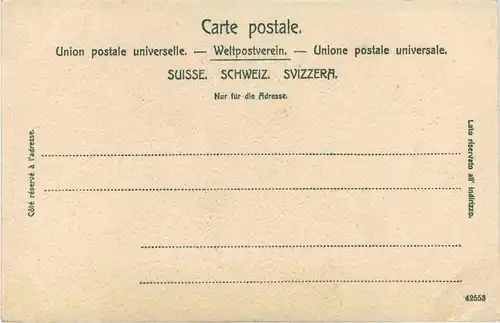 Carte postale.
Union postale universelle. — Weltpostverein. — Unione postale universale.
SUISSE. SCHWEIZ. SVIZZERA.
Nur für die Adresse.
Côté réservé à l'adresse.
Lato riservato all' indirizzo.
42553